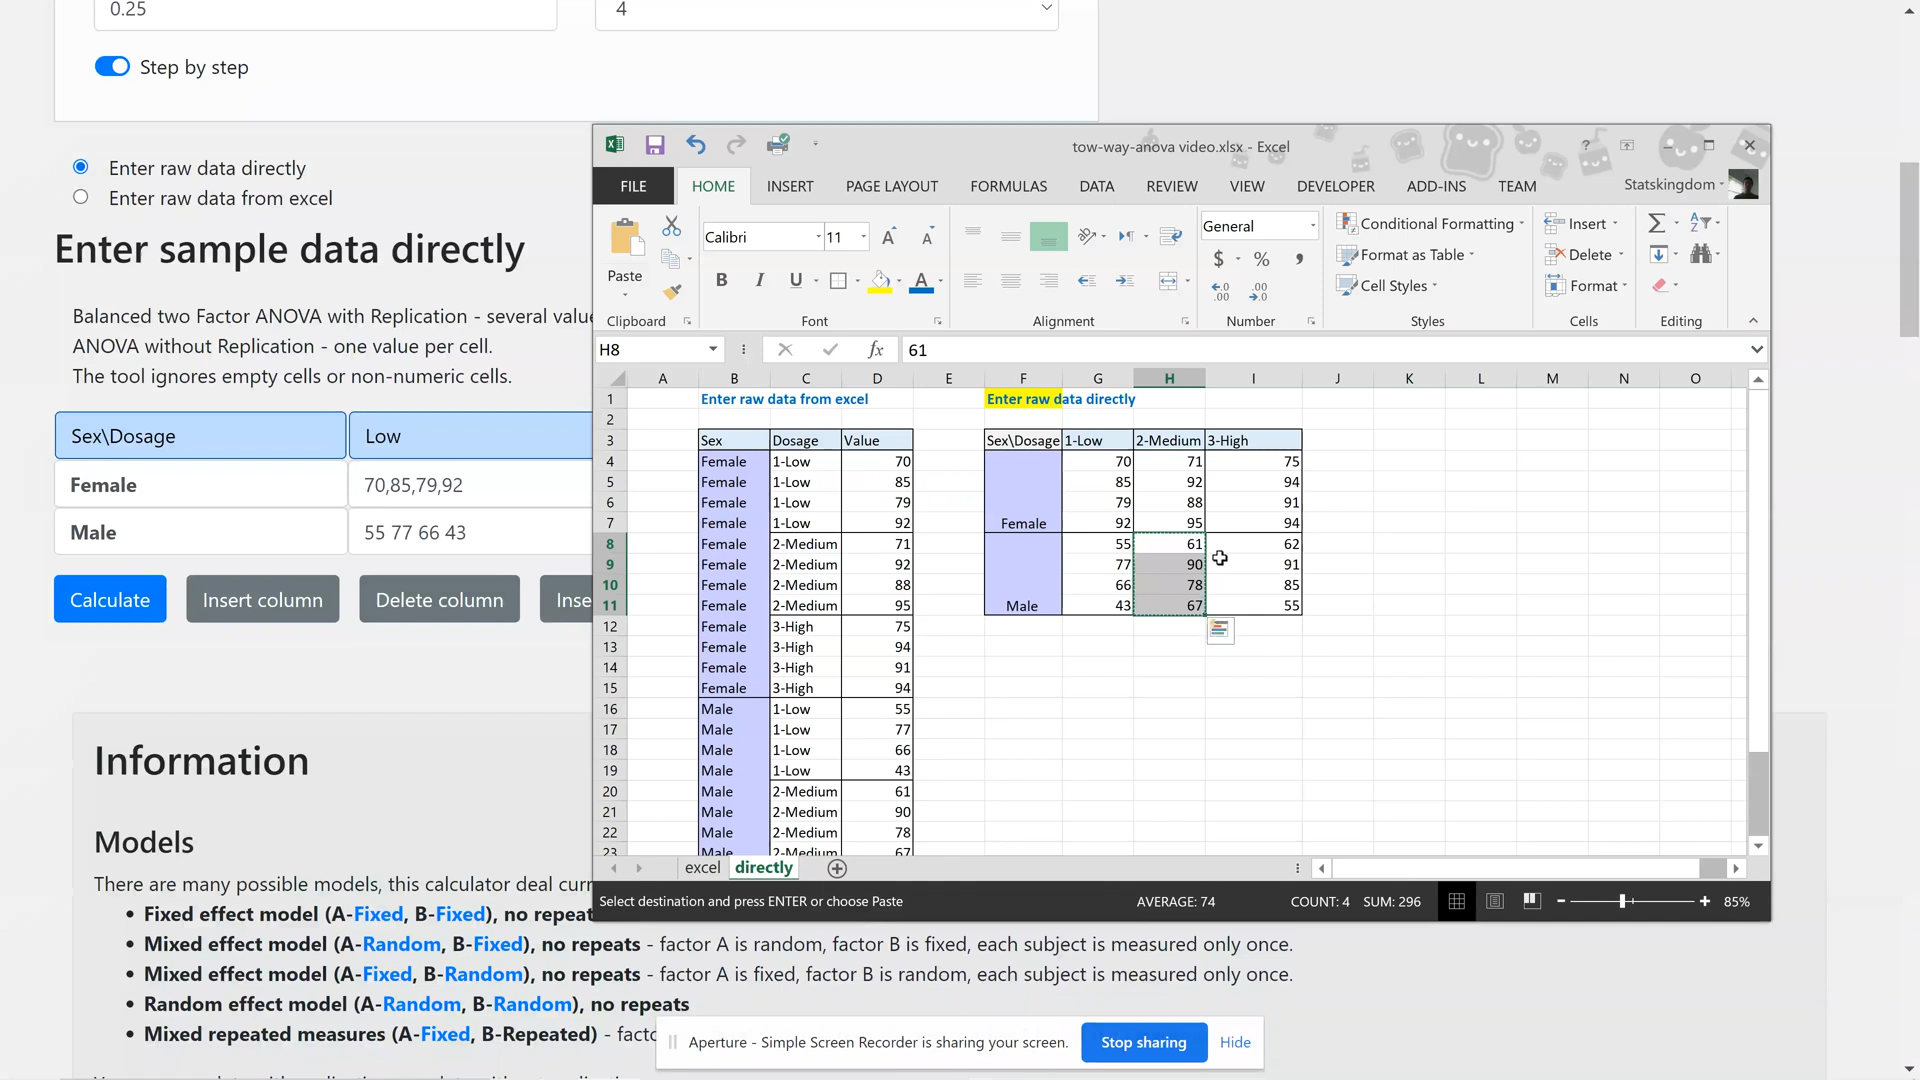 0.25
4
Step by step
Enter raw data directly
Enter raw data from excel
Enter sample data directly
Balanced two Factor ANOVA with Replication - several value
ANOVA without Replication - one value per cell.
The tool ignores empty cells or non-numeric cells.
Sex\Dosage Low
Female 70,85,79,92
Male 55 77 66 43
Calculate Insert column Delete column Inse
Information
Models
There are many possible models, this calculator deal curr
• Fixed effect model (A-Fixed, B-Fixed), no repeat
• Mixed effect model (A-Random, B-Fixed), no repeats - factor A is random, factor B is fixed, each subject is measured only once.
• Mixed effect model (A-Fixed, B-Random), no repeats - factor A is fixed, factor B is random, each subject is measured only once.
• Random effect model (A-Random, B-Random), no repeats
• Mixed repeated measures (A-Fixed, B-Repeated) - facto
tow-way-anova video.xlsx - Excel
FILE HOME INSERT PAGE LAYOUT FORMULAS DATA REVIEW VIEW DEVELOPER ADD-INS TEAM Statskingdom
Paste
Calibri 11
B I U A
General
$ % ,
Conditional Formatting
Format as Table
Cell Styles
Insert
Delete
Format
Clipboard Font Alignment Number Styles Cells Editing
H8 fx 61
A B C D E F G H I J K L M N O
1 Enter raw data from excel Enter raw data directly
2
3 Sex Dosage Value Sex\Dosage 1-Low 2-Medium 3-High
4 Female 1-Low 70 70 71 75
5 Female 1-Low 85 85 92 94
6 Female 1-Low 79 79 88 91
7 Female 1-Low 92 Female 92 95 94
8 Female 2-Medium 71 55 61 62
9 Female 2-Medium 92 77 90 91
10 Female 2-Medium 88 66 78 85
11 Female 2-Medium 95 Male 43 67 55
12 Female 3-High 75
13 Female 3-High 94
14 Female 3-High 91
15 Female 3-High 94
16 Male 1-Low 55
17 Male 1-Low 77
18 Male 1-Low 66
19 Male 1-Low 43
20 Male 2-Medium 61
21 Male 2-Medium 90
22 Male 2-Medium 78
23 Male 2-Medium 67
excel directly
Select destination and press ENTER or choose Paste AVERAGE: 74 COUNT: 4 SUM: 296 85%
Aperture - Simple Screen Recorder is sharing your screen. Stop sharing Hide